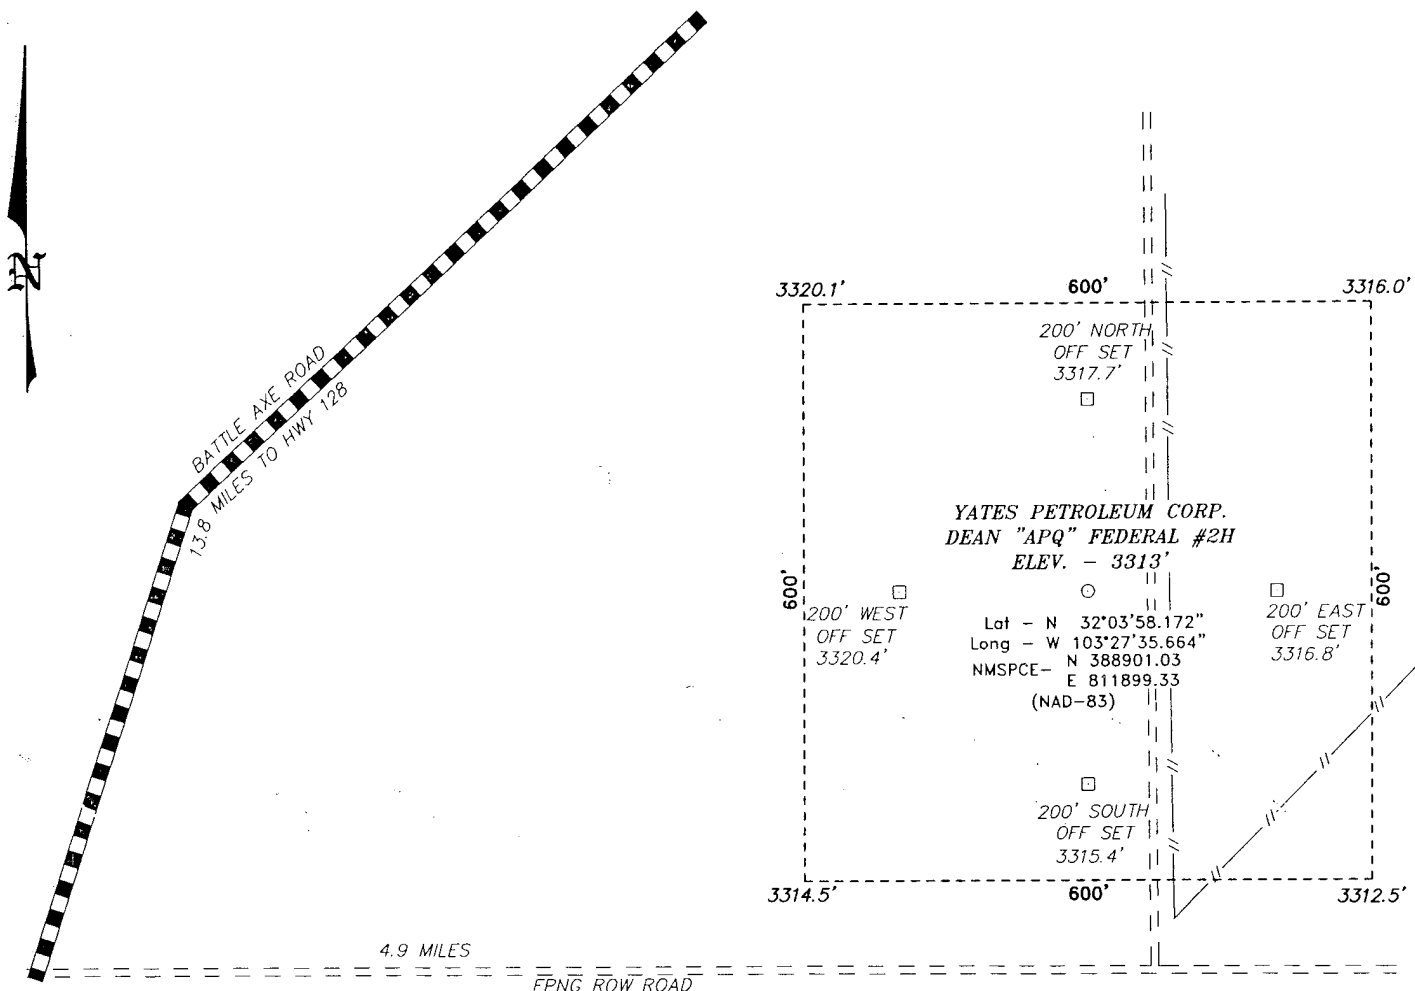 N
BATTLE AXE ROAD
13.8 MILES TO HWY 128
3320.1'
600'
3316.0'
200' NORTH
OFF SET
3317.7'
YATES PETROLEUM CORP.
DEAN "APQ" FEDERAL #2H
ELEV. - 3313'
600'
200' WEST
OFF SET
3320.4'
Lat - N 32°03'58.172"
Long - W 103°27'35.664"
NMSPCE- N 388901.03
E 811899.33
(NAD-83)
200' EAST
OFF SET
3316.8'
600'
200' SOUTH
OFF SET
3315.4'
3314.5'
600'
3312.5'
4.9 MILES
EPNG ROW ROAD